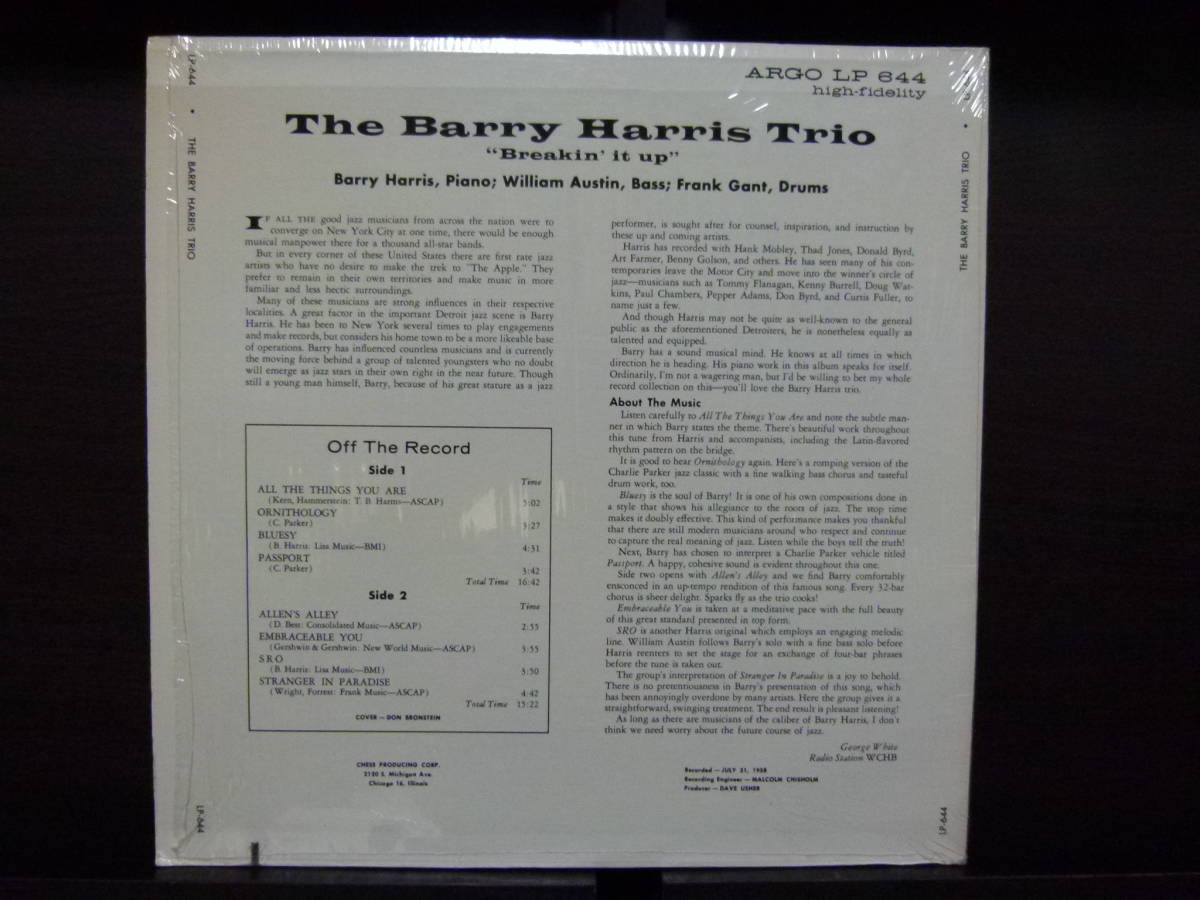 ARGO LP 644
high-fidelity
The Barry Harris Trio
“Breakin’ it up”
Barry Harris, Piano; William Austin, Bass; Frank Gant, Drums
IF ALL THE good jazz musicians from across the nation were to
converge on New York City at one time, there would be enough
musical manpower there for a thousand all-star bands.
But in every corner of these United States there are first rate jazz
artists who have no desire to make the trek to "The Apple." They
prefer to remain in their own territories and make music in more
familiar and less hectic surroundings.
Many of these musicians are strong influences in their respective
localities. A great factor in the important Detroit jazz scene is Barry
Harris. He has been to New York several times to play engagements
and make records, but considers his home town to be a more likeable base
of operations. Barry has influenced countless musicians and is currently
the moving force behind a group of talented youngsters who no doubt
will emerge as jazz stars in their own right in the near future. Though
still a young man himself, Barry, because of his great stature as a jazz
performer, is sought after for counsel, inspiration, and instruction by
these up and coming artists.
Harris has recorded with Hank Mobley, Thad Jones, Donald Byrd,
Art Farmer, Benny Golson, and others. He has seen many of his con-
temporaries leave the Motor City and move into the winner's circle of
jazz—musicians such as Tommy Flanagan, Kenny Burrell, Doug Wat-
kins, Paul Chambers, Pepper Adams, Don Byrd, and Curtis Fuller, to
name just a few.
And though Harris may not be quite as well-known to the general
public as the aforementioned Detroiters, he is nonetheless equally as
talented and equipped.
Barry has a sound musical mind. He knows at all times in which
direction he is heading. His piano work in this album speaks for itself.
Ordinarily, I'm not a wagering man, but I'd be willing to bet my whole
record collection on this—you'll love the Barry Harris trio.
About The Music
Listen carefully to All The Things You Are and note the subtle man-
ner in which Barry states the theme. There's beautiful work throughout
this tune from Harris and accompanists, including the Latin-flavored
rhythm pattern on the bridge.
It is good to hear Ornithology again. Here's a romping version of the
Charlie Parker jazz classic with a fine walking bass chorus and tasteful
drum work, too.
Bluesy is the soul of Barry! It is one of his own compositions done in
a style that shows his allegiance to the roots of jazz. The stop time
makes it doubly effective. This kind of performance makes you thankful
that there are still modern musicians around who respect and continue
to capture the real meaning of jazz. Listen while the boys tell the truth!
Next, Barry has chosen to interpret a Charlie Parker vehicle titled
Passport. A happy, cohesive sound is evident throughout this one.
Side two opens with Allen's Alley and we find Barry comfortably
ensconced in an up-tempo rendition of this famous song. Every 32-bar
chorus is sheer delight. Sparks fly as the trio cooks!
Embraceable You is taken at a meditative pace with the full beauty
of this great standard presented in top form.
SRO is another Harris original which employs an engaging melodic
line. William Austin follows Barry's solo with a fine bass solo before
Harris reenters to set the stage for an exchange of four-bar phrases
before the tune is taken out.
The group's interpretation of Stranger In Paradise is a joy to behold.
There is no pretentiousness in Barry's presentation of this song, which
has been annoyingly overdone by many artists. Here the group gives it a
straightforward, swinging treatment. The end result is pleasant listening!
As long as there are musicians of the caliber of Barry Harris, I don't
think we need worry about the future course of jazz.
George White
Radio Station WCHB
Off The Record
Side 1
Time
ALL THE THINGS YOU ARE
(Kern, Hammerstein: T. B. Harms—ASCAP) 5:02
ORNITHOLOGY
(C. Parker) 3:27
BLUESY
(B. Harris: Lisa Music—BMI) 4:31
PASSPORT
(C. Parker) 3:42
Total Time 16:42
Side 2
Time
ALLEN'S ALLEY
(D. Best: Consolidated Music—ASCAP) 2:55
EMBRACEABLE YOU
(Gershwin & Gershwin: New World Music—ASCAP) 3:55
S R O
(B. Harris: Lisa Music—BMI) 3:50
STRANGER IN PARADISE
(Wright, Forrest: Frank Music—ASCAP) 4:42
Total Time 15:22
COVER — DON BRONSTEIN
CHESS PRODUCING CORP.
2120 S. Michigan Ave.
Chicago 16, Illinois
Recorded — JULY 31, 1958
Recording Engineer — MALCOLM CHISHOLM
Producer — DAVE USHER
LP-644 • THE BARRY HARRIS TRIO
LP-644
• THE BARRY HARRIS TRIO
LP-644